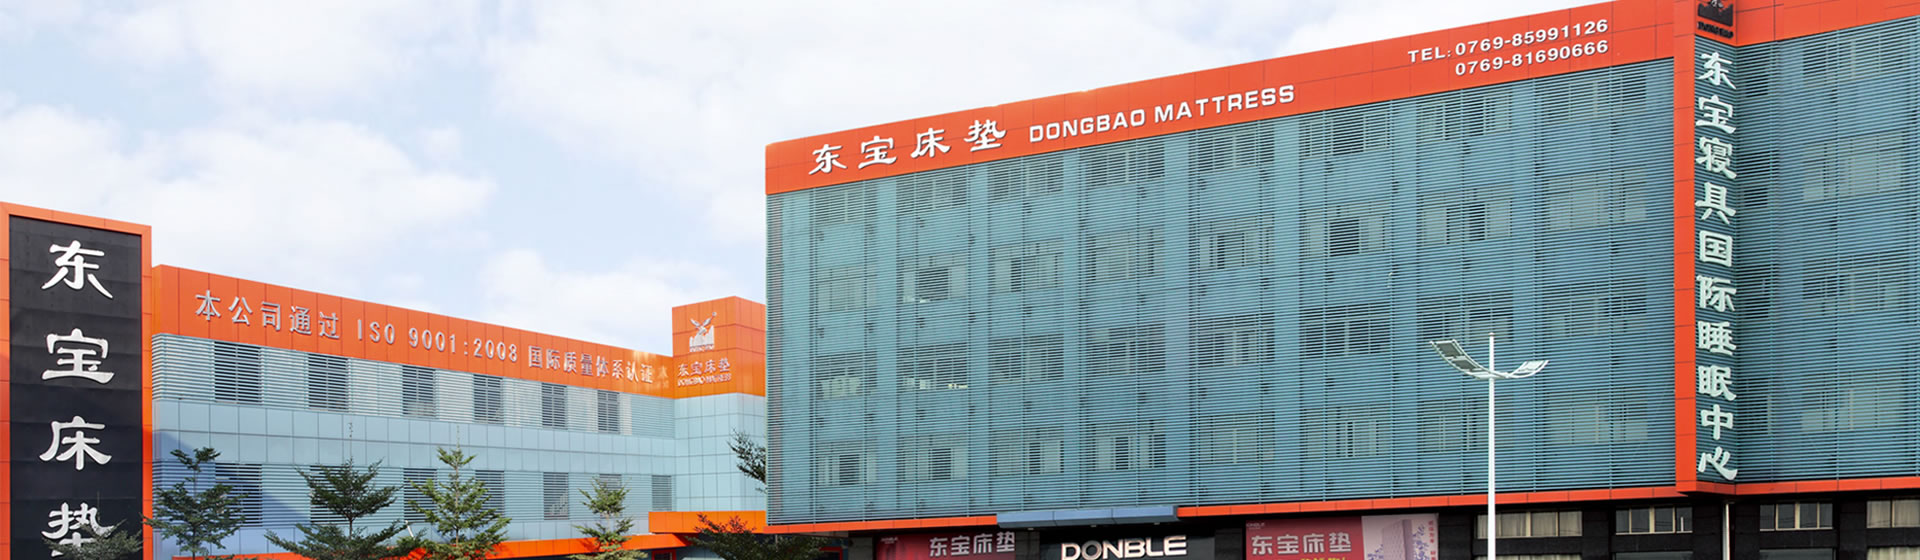 东宝床垫
本公司通过 ISO 9001:2008 国际质量体系认证
东宝床垫
DONGBAO MATTRESS
东宝床垫 DONGBAO MATTRESS
TEL: 0769-85991126
0769-81690666
东宝寝具国际睡眠中心
东宝床垫
DONBLE
东宝床垫